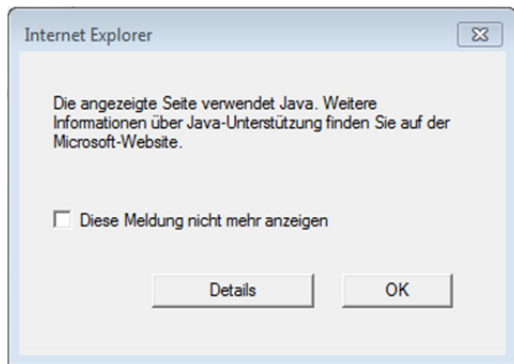 Internet Explorer
Die angezeigte Seite verwendet Java. Weitere
Informationen über Java-Unterstützung finden Sie auf der
Microsoft-Website.
Diese Meldung nicht mehr anzeigen
Details
OK